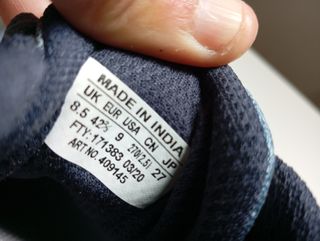 MADE IN INDIA
UK EUR USA CN JP
8.5 42⅔ 9 270(2.5) 27
FTY:171383 03/20
ART NO. 409145